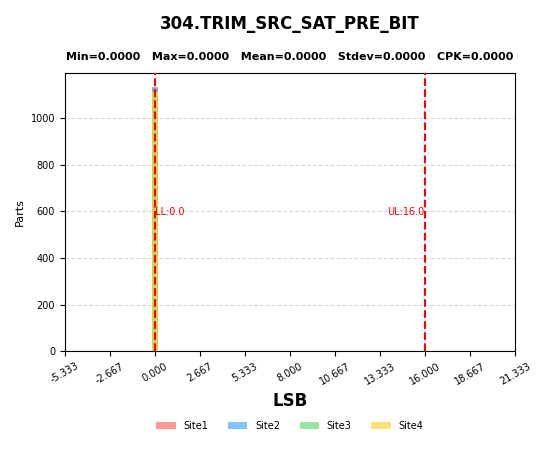 304.TRIM_SRC_SAT_PRE_BIT
Min=0.0000 Max=0.0000 Mean=0.0000 Stdev=0.0000 CPK=0.0000
Parts
1000
800
600
400
200
0
LL:0.0
UL:16.0
-5.333 -2.667 0.000 2.667 5.333 8.000 10.667 13.333 16.000 18.667 21.333
LSB
Site1 Site2 Site3 Site4